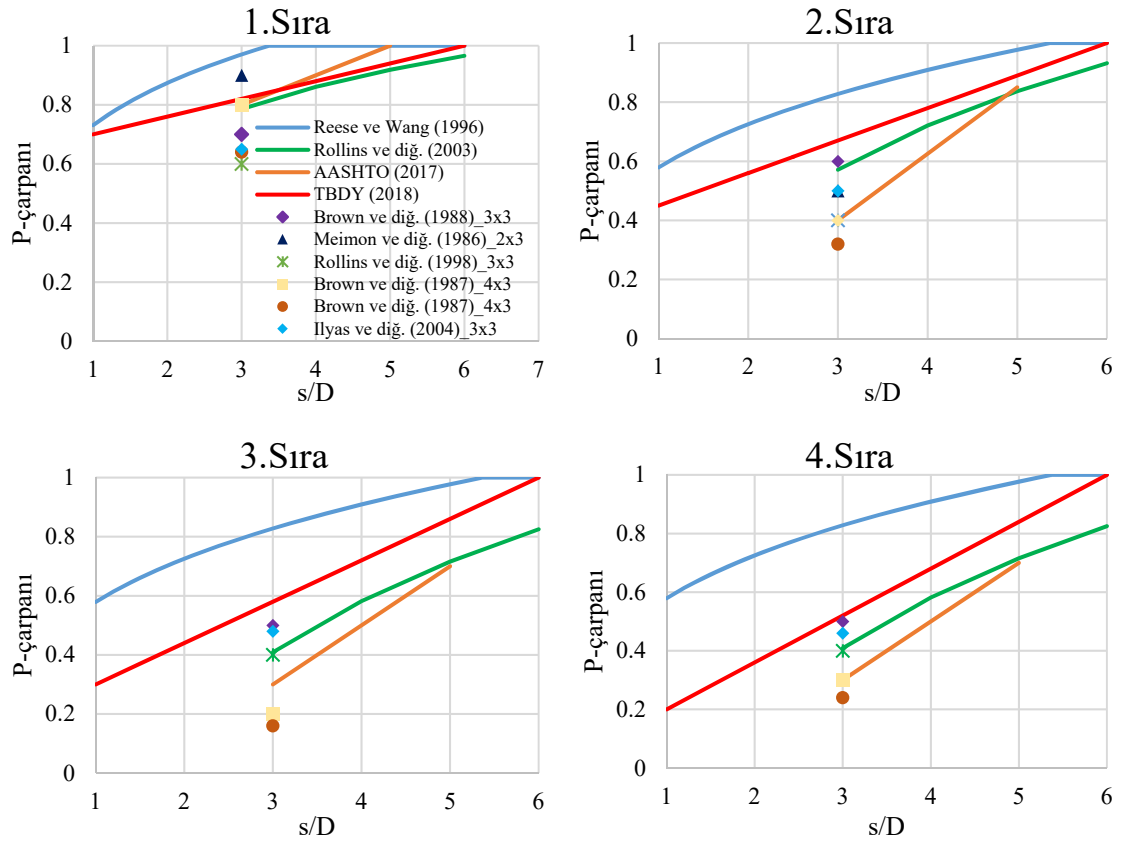 1.Sıra
P-çarpanı
1
0.8
0.6
0.4
0.2
0
Reese ve Wang (1996)
Rollins ve diğ. (2003)
AASHTO (2017)
TBDY (2018)
Brown ve diğ. (1988)_3x3
Meimon ve diğ. (1986)_2x3
Rollins ve diğ. (1998)_3x3
Brown ve diğ. (1987)_4x3
Brown ve diğ. (1987)_4x3
Ilyas ve diğ. (2004)_3x3
1 2 3 4 5 6 7
s/D
2.Sıra
P-çarpanı
1
0.8
0.6
0.4
0.2
0
1 2 3 4 5 6
s/D
3.Sıra
P-çarpanı
1
0.8
0.6
0.4
0.2
0
1 2 3 4 5 6
s/D
4.Sıra
P-çarpanı
1
0.8
0.6
0.4
0.2
0
1 2 3 4 5 6
s/D